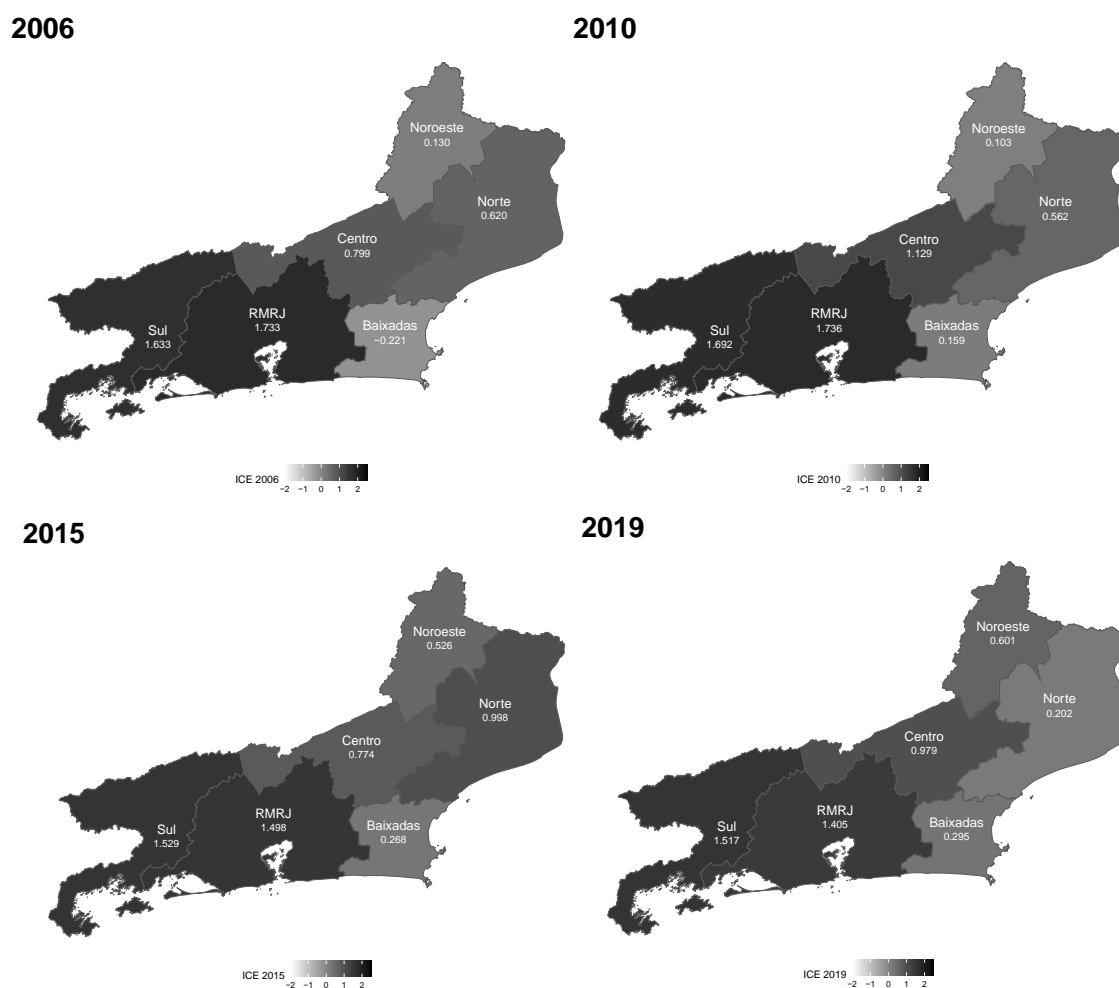 2006
Noroeste
0.130
Norte
0.620
Centro
0.799
RMRJ
1.733
Sul
1.633
Baixadas
−0.221
ICE 2006
−2 −1 0 1 2
2010
Noroeste
0.103
Norte
0.562
Centro
1.129
RMRJ
1.736
Sul
1.692
Baixadas
0.159
ICE 2010
−2 −1 0 1 2
2015
Noroeste
0.526
Norte
0.998
Centro
0.774
RMRJ
1.498
Sul
1.529
Baixadas
0.268
ICE 2015
−2 −1 0 1 2
2019
Noroeste
0.601
Norte
0.202
Centro
0.979
RMRJ
1.405
Sul
1.517
Baixadas
0.295
ICE 2019
−2 −1 0 1 2